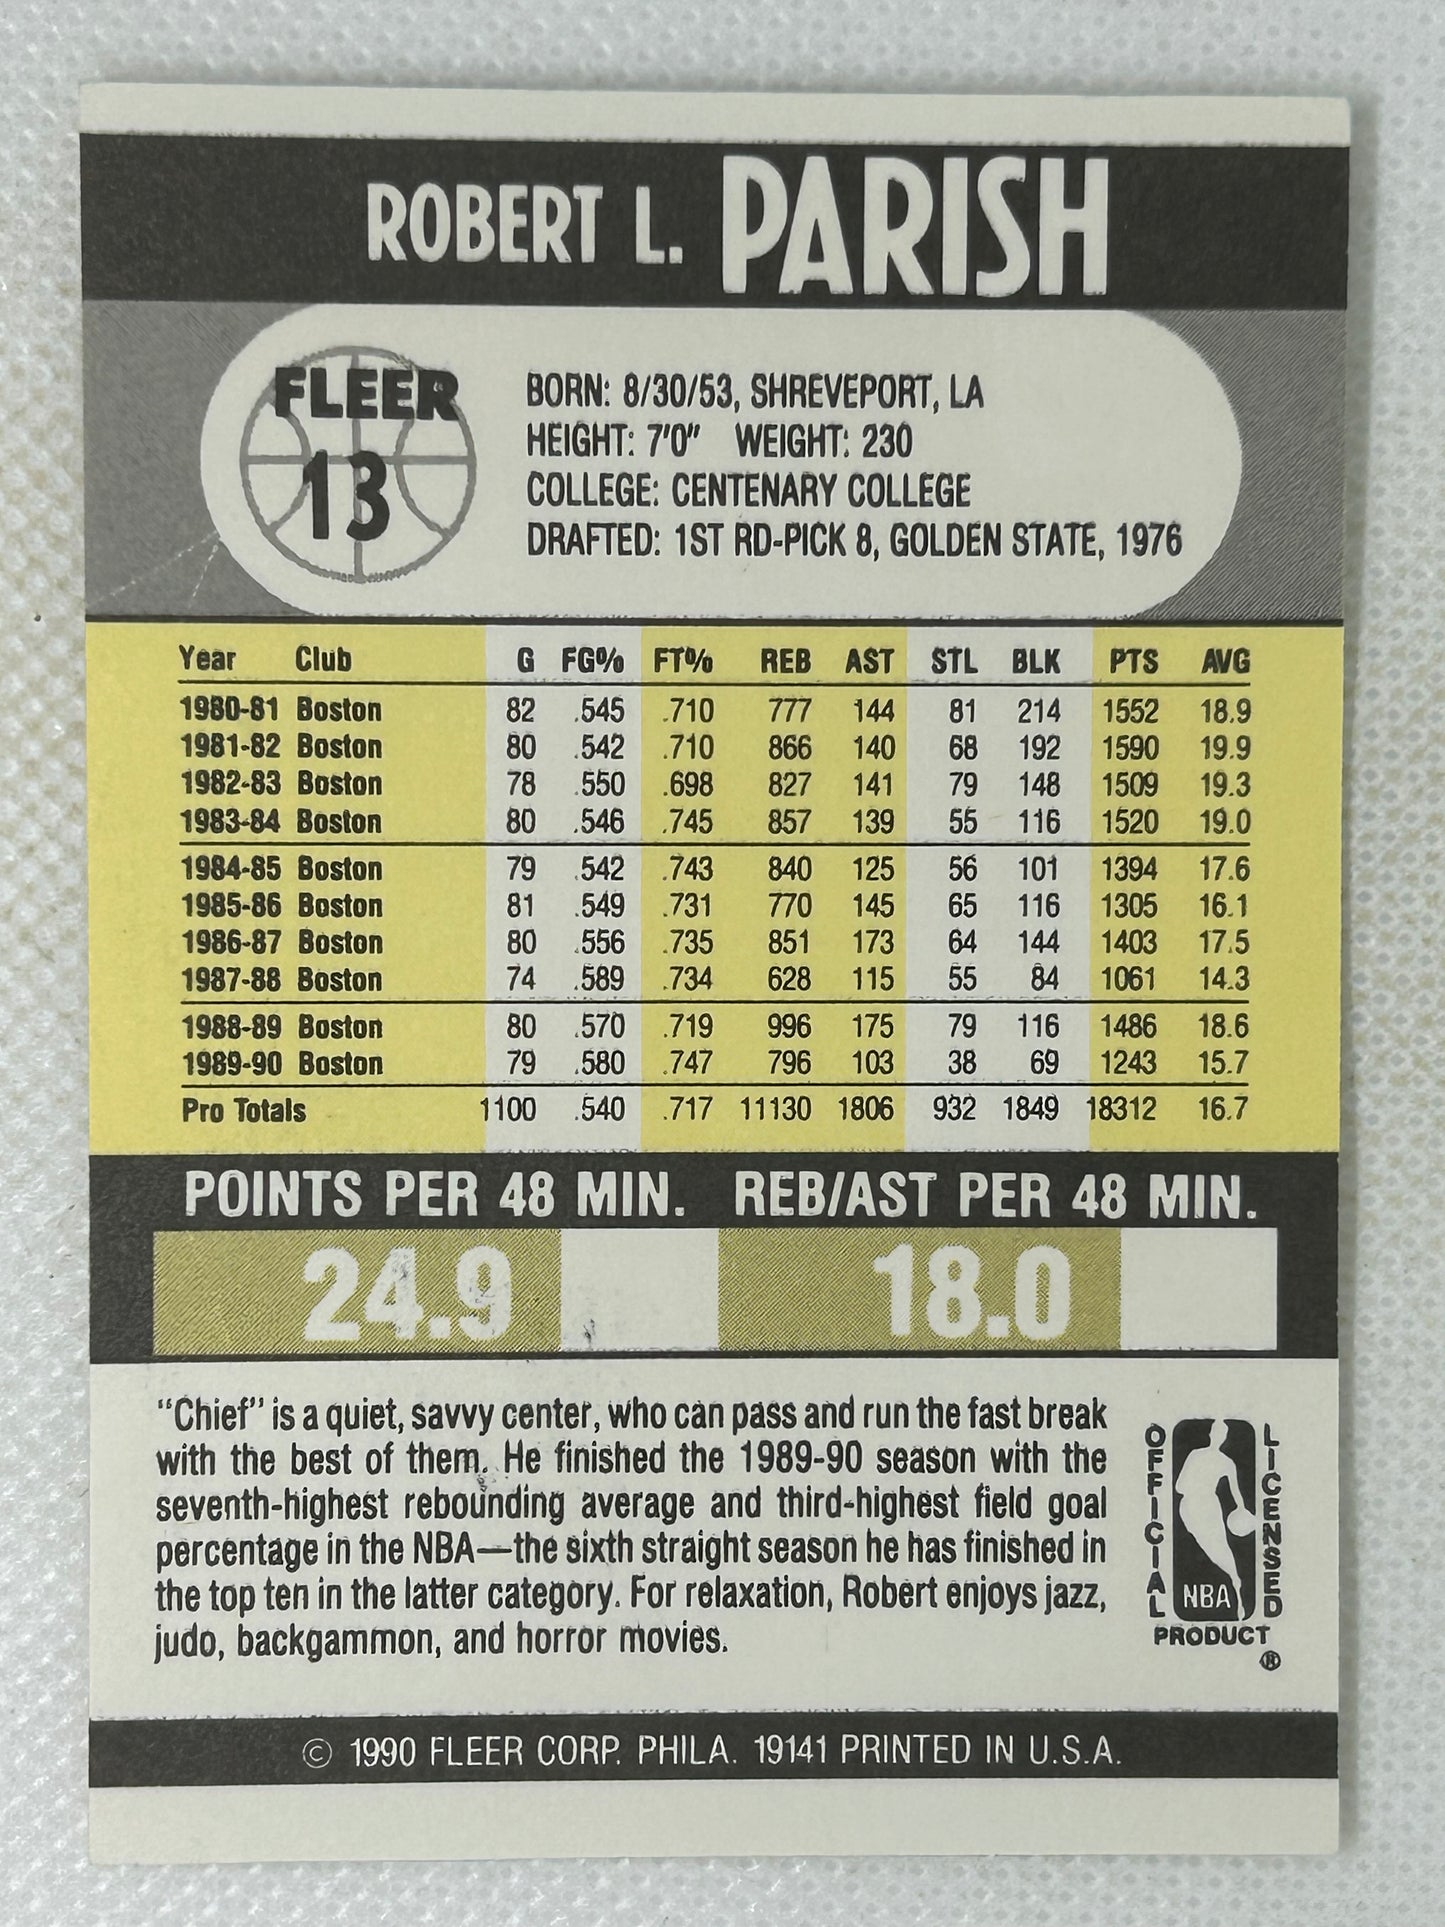 ROBERT L. PARISH
FLEER
13
BORN: 8/30/53, SHREVEPORT, LA
HEIGHT: 7'0" WEIGHT: 230
COLLEGE: CENTENARY COLLEGE
DRAFTED: 1ST RD-PICK 8, GOLDEN STATE, 1976
Year Club G FG% FT% REB AST STL BLK PTS AVG
1980-81 Boston 82 .545 .710 777 144 81 214 1552 18.9
1981-82 Boston 80 .542 .710 866 140 68 192 1590 19.9
1982-83 Boston 78 .550 .698 827 141 79 148 1509 19.3
1983-84 Boston 80 .546 .745 857 139 55 116 1520 19.0
1984-85 Boston 79 .542 .743 840 125 56 101 1394 17.6
1985-86 Boston 81 .549 .731 770 145 65 116 1305 16.1
1986-87 Boston 80 .556 .735 851 173 64 144 1403 17.5
1987-88 Boston 74 .589 .734 628 115 55 84 1061 14.3
1988-89 Boston 80 .570 .719 996 175 79 116 1486 18.6
1989-90 Boston 79 .580 .747 796 103 38 69 1243 15.7
Pro Totals 1100 .540 .717 11130 1806 932 1849 18312 16.7
POINTS PER 48 MIN. REB/AST PER 48 MIN.
24.9 18.0
"Chief" is a quiet, savvy center, who can pass and run the fast break
with the best of them. He finished the 1989-90 season with the
seventh-highest rebounding average and third-highest field goal
percentage in the NBA—the sixth straight season he has finished in
the top ten in the latter category. For relaxation, Robert enjoys jazz,
judo, backgammon, and horror movies.
OFFICIAL
LICENSED
NBA
PRODUCT
®
© 1990 FLEER CORP. PHILA. 19141 PRINTED IN U.S.A.